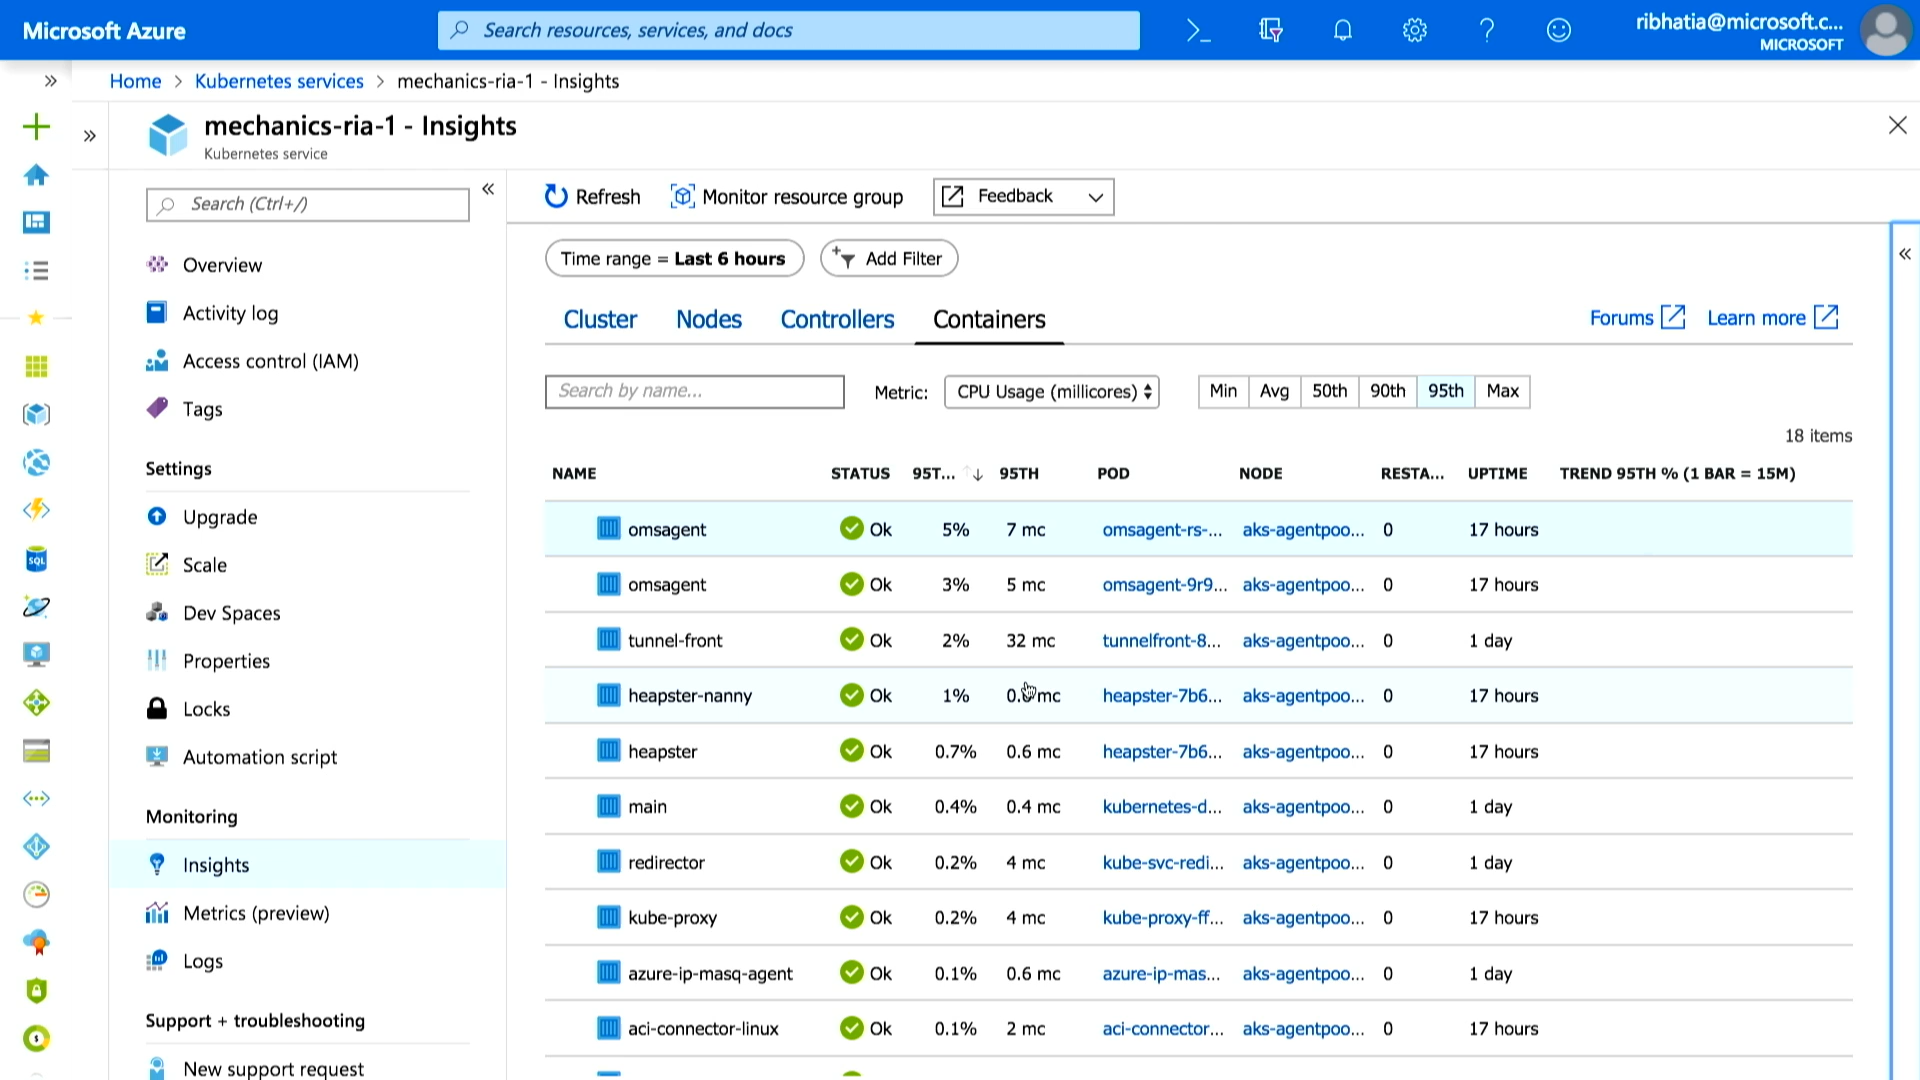 Microsoft Azure
Search resources, services, and docs
ribhatia@microsoft.c...
MICROSOFT
Home > Kubernetes services > mechanics-ria-1 - Insights
mechanics-ria-1 - Insights
Kubernetes service
Search (Ctrl+/)
Overview
Activity log
Access control (IAM)
Tags
Settings
Upgrade
Scale
Dev Spaces
Properties
Locks
Automation script
Monitoring
Insights
Metrics (preview)
Logs
Support + troubleshooting
New support request
Refresh Monitor resource group Feedback
Time range = Last 6 hours Add Filter
Cluster Nodes Controllers Containers Forums Learn more
Search by name... Metric: CPU Usage (millicores) Min Avg 50th 90th 95th Max
18 items
NAME STATUS 95T... 95TH POD NODE RESTA... UPTIME TREND 95TH % (1 BAR = 15M)
omsagent Ok 5% 7 mc omsagent-rs-... aks-agentpoo... 0 17 hours
omsagent Ok 3% 5 mc omsagent-9r9... aks-agentpoo... 0 17 hours
tunnel-front Ok 2% 32 mc tunnelfront-8... aks-agentpoo... 0 1 day
heapster-nanny Ok 1% mc heapster-7b6... aks-agentpoo... 0 17 hours
heapster Ok 0.7% 0.6 mc heapster-7b6... aks-agentpoo... 0 17 hours
main Ok 0.4% 0.4 mc kubernetes-d... aks-agentpoo... 0 1 day
redirector Ok 0.2% 4 mc kube-svc-redi... aks-agentpoo... 0 1 day
kube-proxy Ok 0.2% 4 mc kube-proxy-ff... aks-agentpoo... 0 17 hours
azure-ip-masq-agent Ok 0.1% 0.6 mc azure-ip-mas... aks-agentpoo... 0 1 day
aci-connector-linux Ok 0.1% 2 mc aci-connector... aks-agentpoo... 0 17 hours